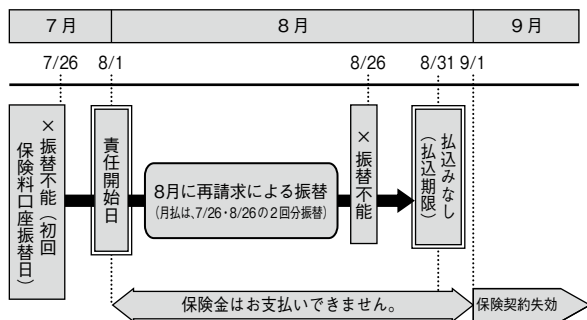 7月
8月
9月
7/26
8/1
8/26
8/31
9/1
×振替不能（初回
保険料口座振替日）
責任開始日
8月に再請求による振替
（月払は、7/26・8/26の2回分振替）
×振替不能
払込みなし
（払込期限）
保険金はお支払いできません。
保険契約失効